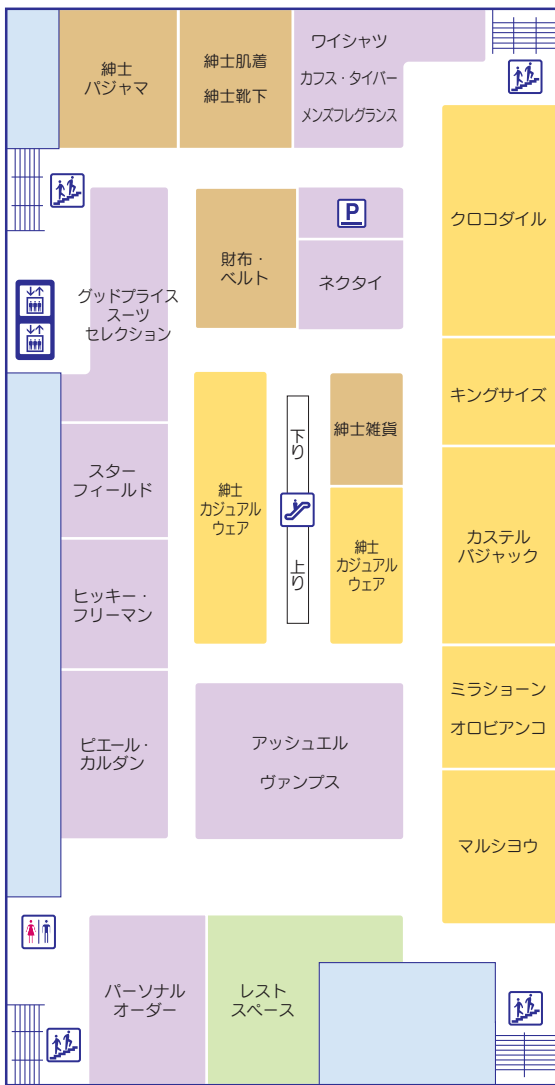 紳士
パジャマ
紳士肌着
紳士靴下
ワイシャツ
カフス・タイバー
メンズフレグランス
クロコダイル
P
財布・
ベルト
ネクタイ
グッドプライス
スーツ
セレクション
キングサイズ
下り
紳士雑貨
スター
フィールド
紳士
カジュアル
ウェア
カステル
バジャック
上り
紳士
カジュアル
ウェア
ヒッキー・
フリーマン
ミラショーン
オロビアンコ
ピエール・
カルダン
アッシュエル
ヴァンプス
マルシヨウ
パーソナル
オーダー
レスト
スペース